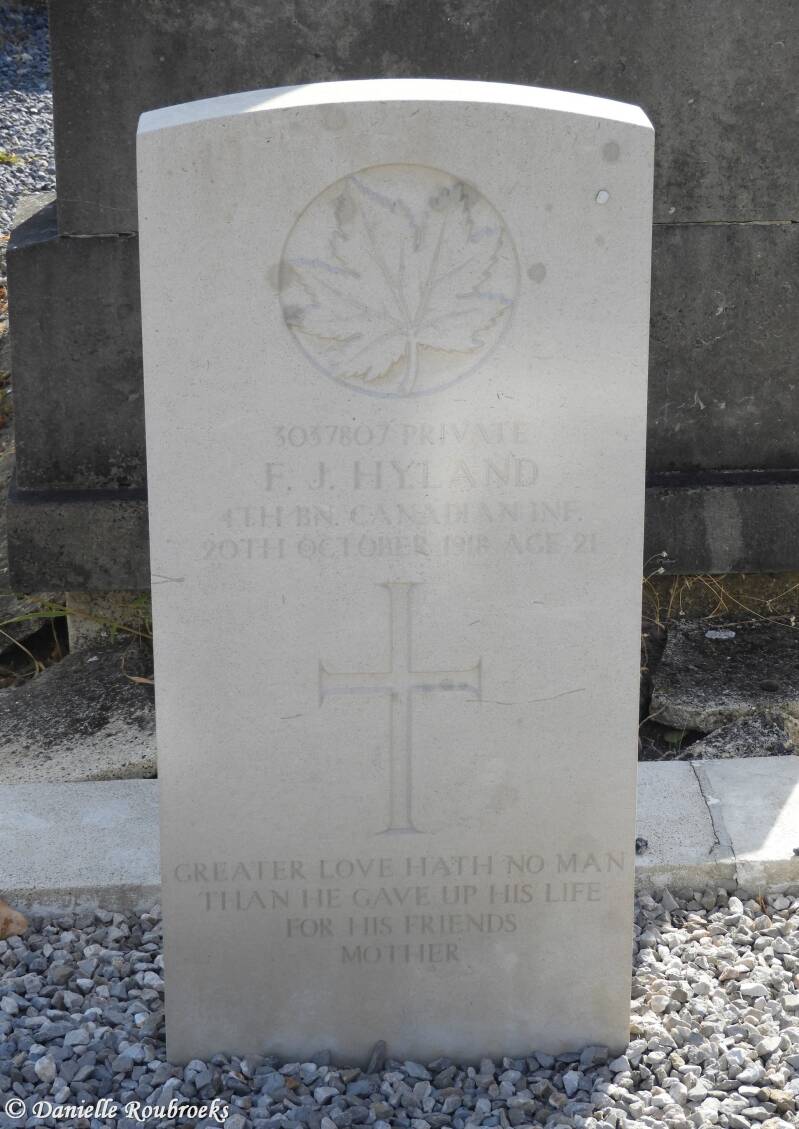 3037807 PRIVATE
F. J. HYLAND
4TH BN. CANADIAN INF.
20TH OCTOBER 1918 AGE 21
GREATER LOVE HATH NO MAN
THAN HE GAVE UP HIS LIFE
FOR HIS FRIENDS
MOTHER
© Danielle Roubroeks